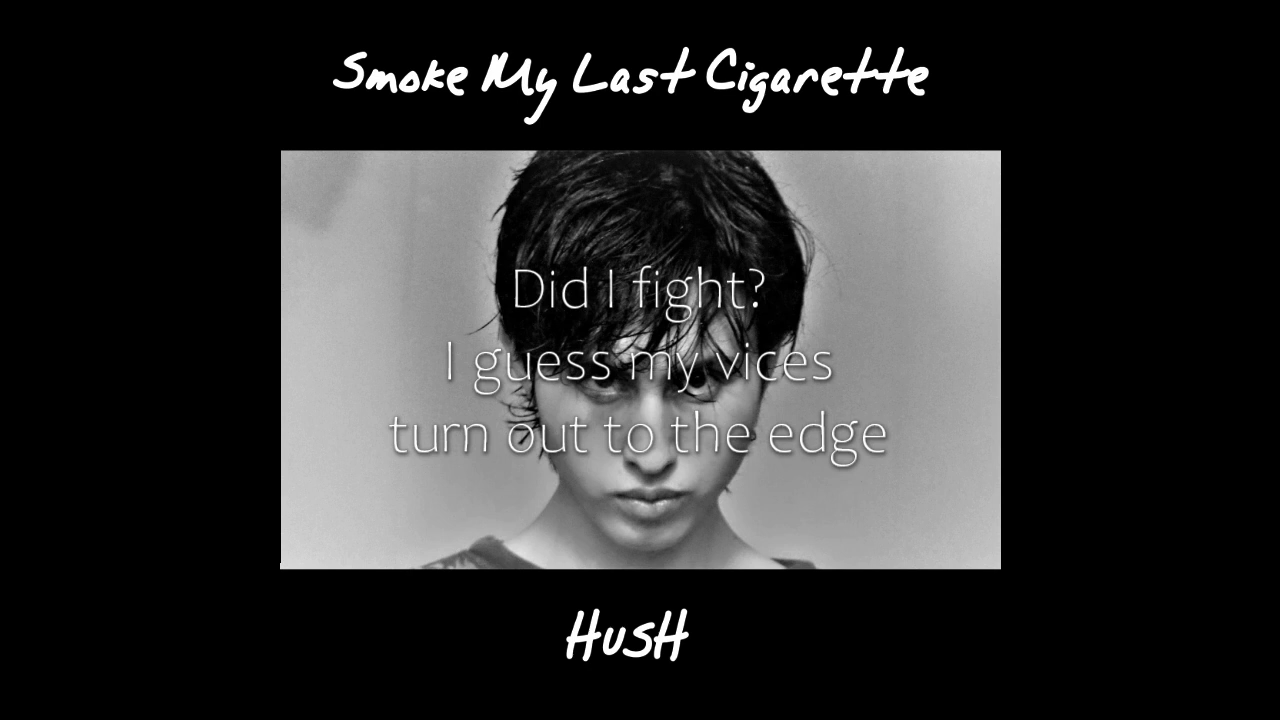 Smoke My Last Cigarette
Did I fight?
I guess my vices
turn out to the edge
HusH